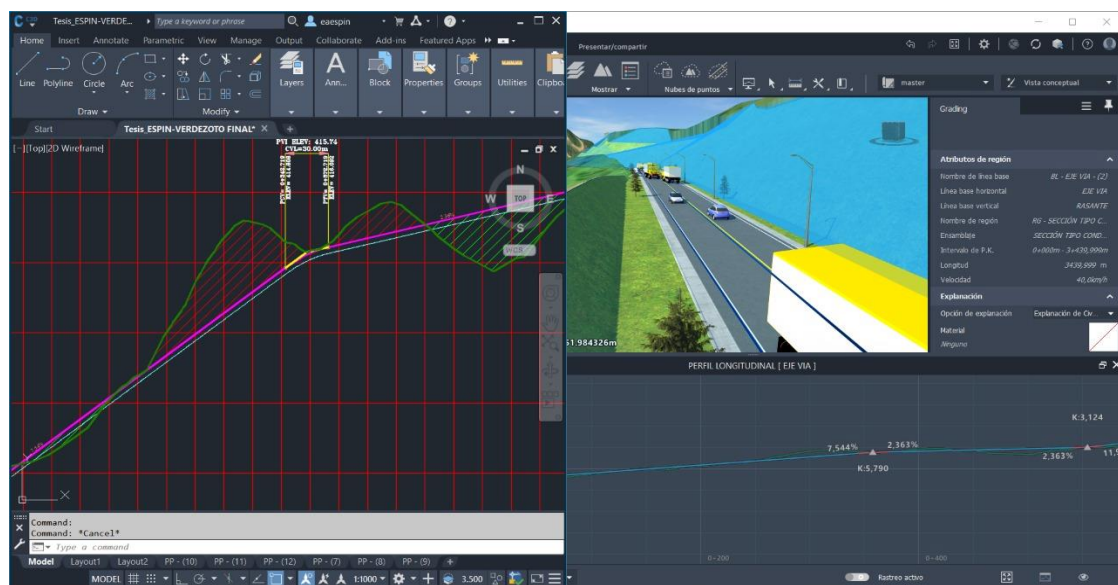 C3D Tesis_ESPIN-VERDE... Type a keyword or phrase eaespin
Home Insert Annotate Parametric View Manage Output Collaborate Add-ins Featured Apps
Line Polyline Circle Arc Layers Ann... Block Properties Groups Utilities Clipbo
Draw Modify
Start Tesis_ESPIN-VERDEZOTO FINAL* +
[−][Top][2D Wireframe]
PVI ELEV: 415.74
CVL=30.00m
N
W TOP E
S
WCS
Command:
Command: *Cancel*
Type a command
Model Layout1 Layout2 PP - (10) PP - (11) PP - (12) PP - (7) PP - (8) PP - (9) +
MODEL 1:1000 3.500
Presentar/compartir
Mostrar Nubes de puntos master Vista conceptual
61.984326m
Grading
Atributos de región
Nombre de línea base BL - EJE VIA - (2)
Línea base horizontal EJE VIA
Línea base vertical RASANTE
Nombre de región RG - SECCIÓN TIPO C...
Ensamblaje SECCIÓN TIPO COND...
Intervalo de P.K. 0+000m - 3+439,999m
Longitud 3439,999 m
Velocidad 40,0km/h
Explanación
Opción de explanación Explanación de Civ...
Material
Ninguno
PERFIL LONGITUDINAL [ EJE VIA ]
K:3,124
7,544% 2,363%
2,363%
K:5,790
0+200 0+400
Rastreo activo